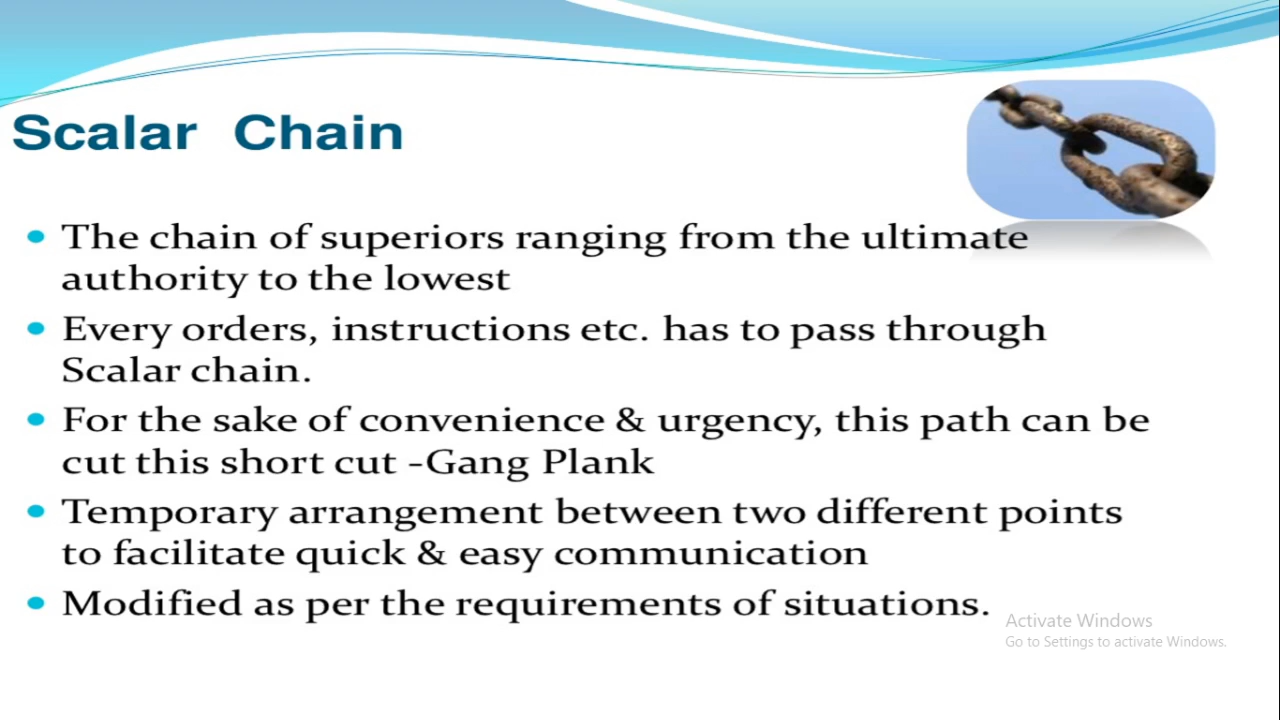 Scalar Chain
• The chain of superiors ranging from the ultimate
authority to the lowest
• Every orders, instructions etc. has to pass through
Scalar chain.
• For the sake of convenience & urgency, this path can be
cut this short cut -Gang Plank
• Temporary arrangement between two different points
to facilitate quick & easy communication
• Modified as per the requirements of situations.
Activate Windows
Go to Settings to activate Windows.